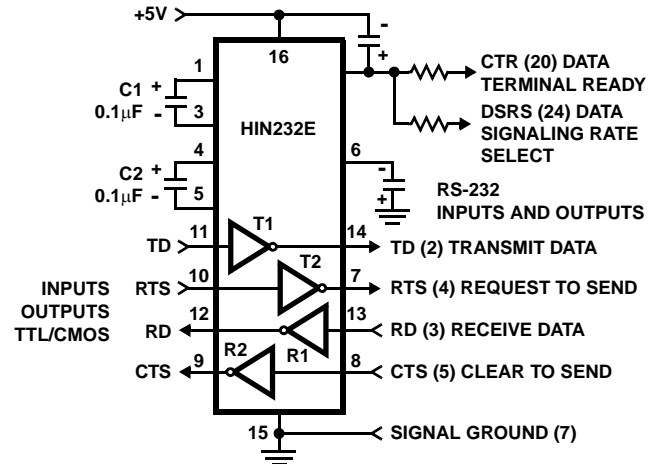 +5V
-
+
16
1
C1
+
0.1μF
-
3
HIN232E
CTR (20) DATA
TERMINAL READY
DSRS (24) DATA
SIGNALING RATE
SELECT
4
C2
+
0.1μF
-
5
6
-
+
RS-232
INPUTS AND OUTPUTS
TD
11
T1
14
TD (2) TRANSMIT DATA
INPUTS
OUTPUTS
TTL/CMOS
RTS
10
T2
7
RTS (4) REQUEST TO SEND
RD
12
R1
13
RD (3) RECEIVE DATA
CTS
9
R2
8
CTS (5) CLEAR TO SEND
15
SIGNAL GROUND (7)